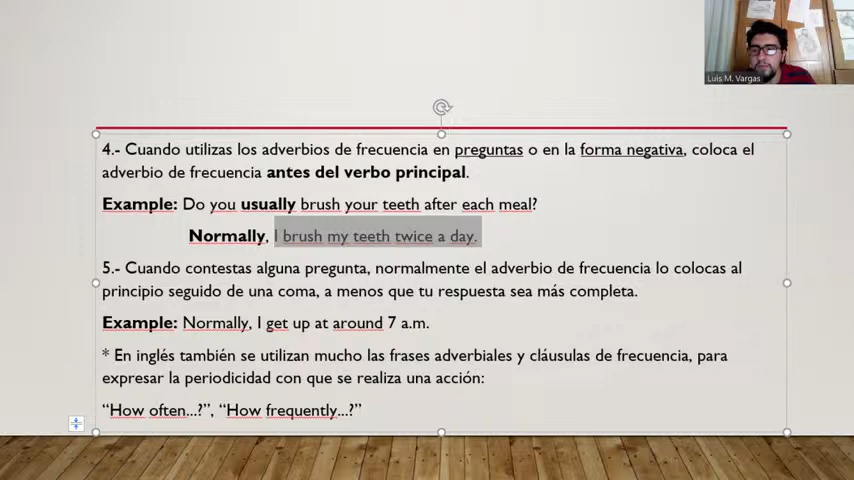 Luis M. Vargas
4.- Cuando utilizas los adverbios de frecuencia en preguntas o en la forma negativa, coloca el
adverbio de frecuencia antes del verbo principal.
Example: Do you usually brush your teeth after each meal?
Normally, I brush my teeth twice a day.
5.- Cuando contestas alguna pregunta, normalmente el adverbio de frecuencia lo colocas al
principio seguido de una coma, a menos que tu respuesta sea más completa.
Example: Normally, I get up at around 7 a.m.
* En inglés también se utilizan mucho las frases adverbiales y cláusulas de frecuencia, para
expresar la periodicidad con que se realiza una acción:
“How often...?”, “How frequently...?”